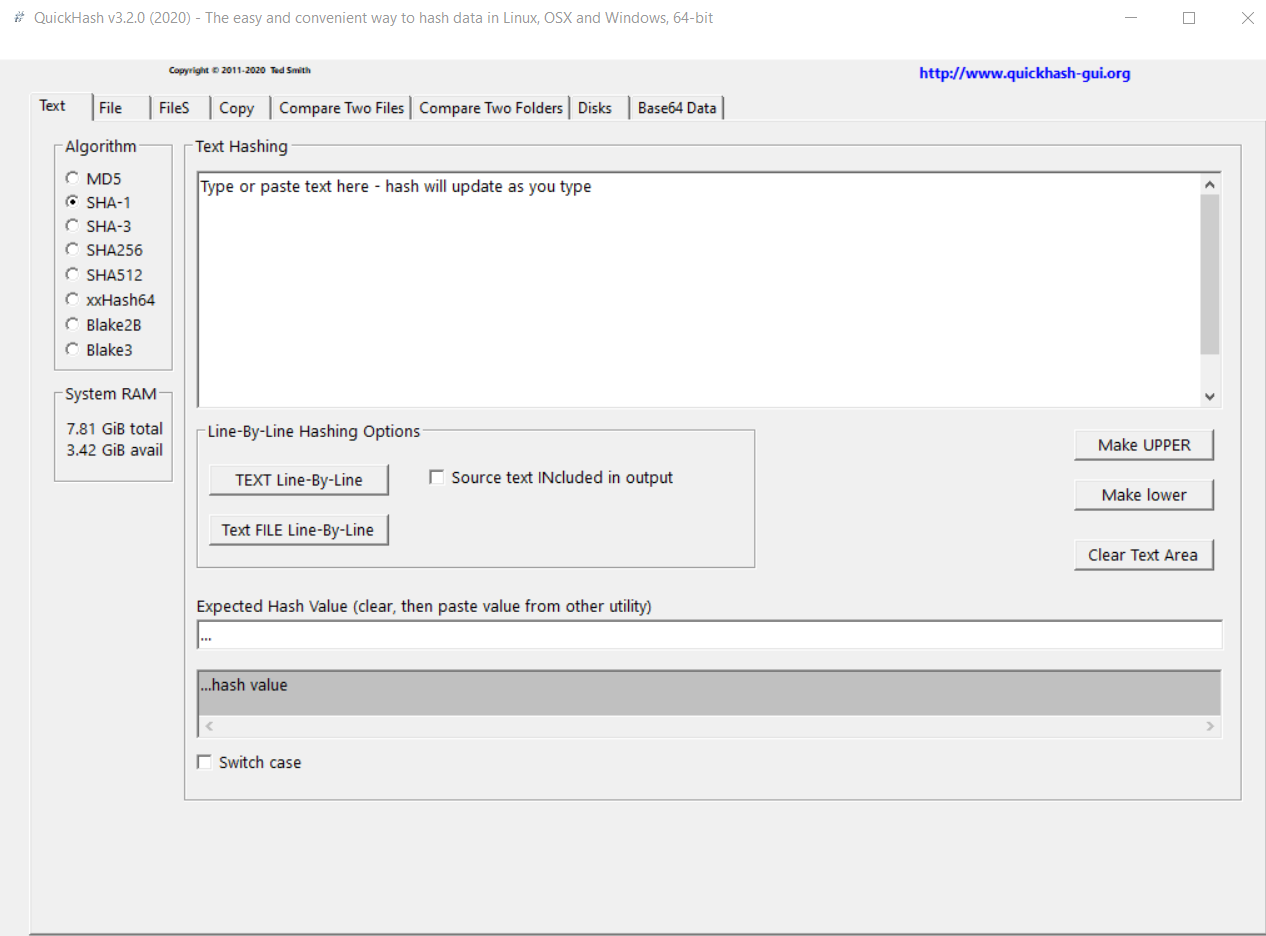 # QuickHash v3.2.0 (2020) - The easy and convenient way to hash data in Linux, OSX and Windows, 64-bit
Copyright © 2011-2020 Ted Smith
http://www.quickhash-gui.org
Text File FileS Copy Compare Two Files Compare Two Folders Disks Base64 Data
Algorithm
MD5
SHA-1
SHA-3
SHA256
SHA512
xxHash64
Blake2B
Blake3
System RAM
7.81 GiB total
3.42 GiB avail
Text Hashing
Type or paste text here - hash will update as you type
Line-By-Line Hashing Options
TEXT Line-By-Line
Source text INcluded in output
Text FILE Line-By-Line
Make UPPER
Make lower
Clear Text Area
Expected Hash Value (clear, then paste value from other utility)
...
...hash value
Switch case